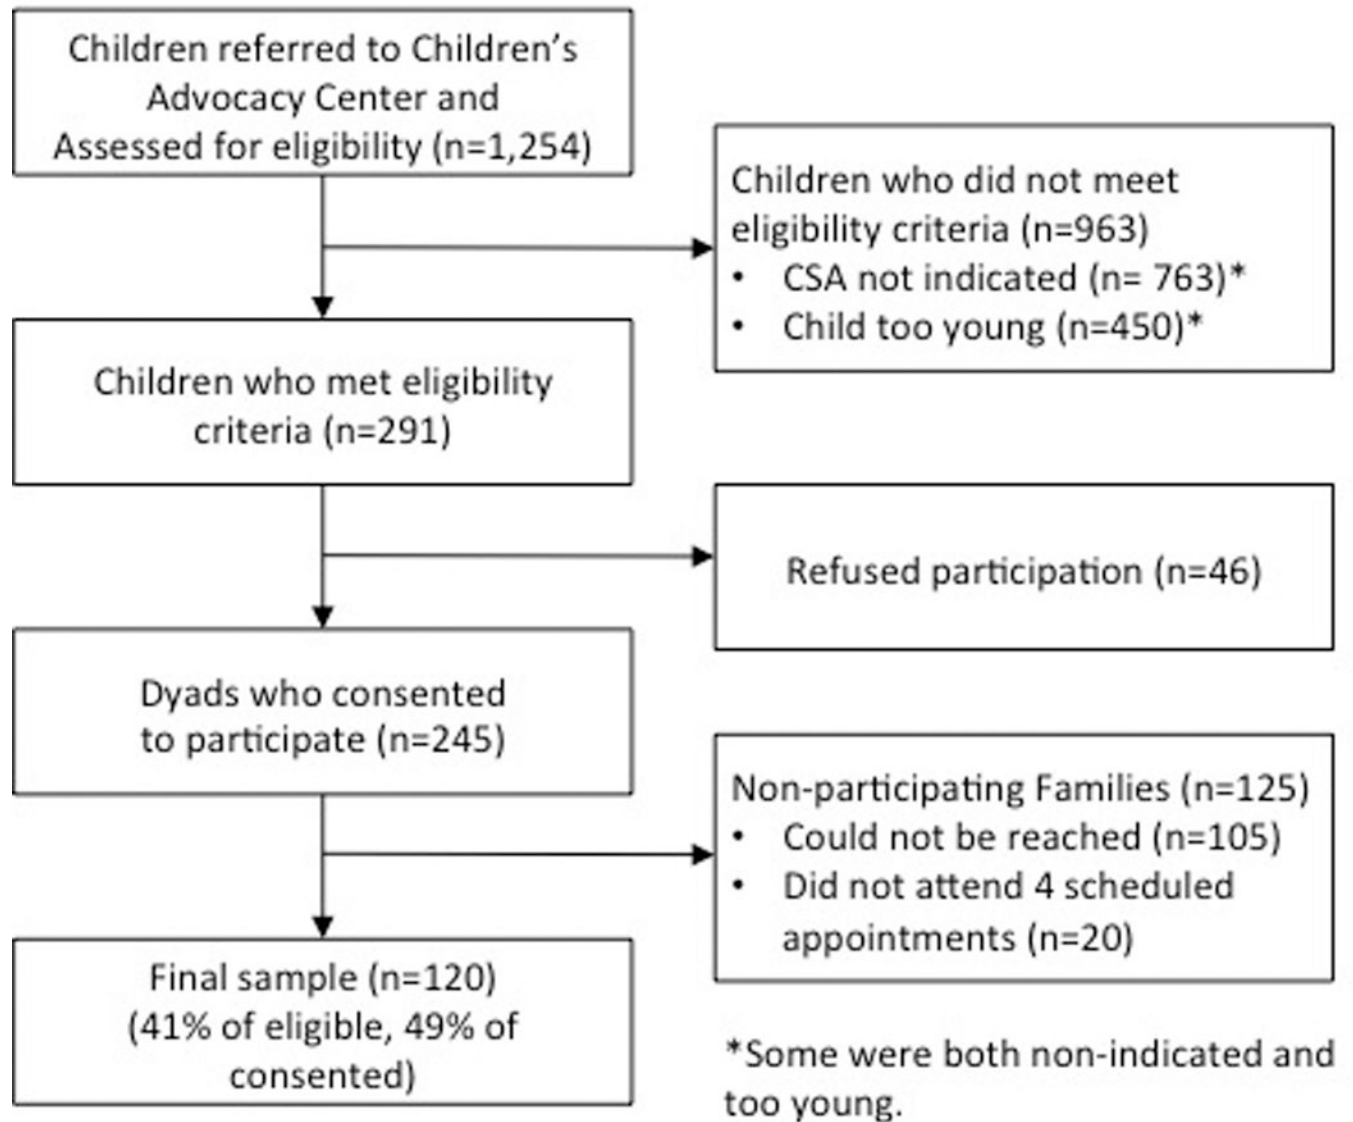 Children referred to Children's
Advocacy Center and
Assessed for eligibility (n=1,254)
Children who did not meet
eligibility criteria (n=963)
• CSA not indicated (n= 763)*
• Child too young (n=450)*
Children who met eligibility
criteria (n=291)
Refused participation (n=46)
Dyads who consented
to participate (n=245)
Non-participating Families (n=125)
• Could not be reached (n=105)
• Did not attend 4 scheduled
appointments (n=20)
Final sample (n=120)
(41% of eligible, 49% of
consented)
*Some were both non-indicated and
too young.